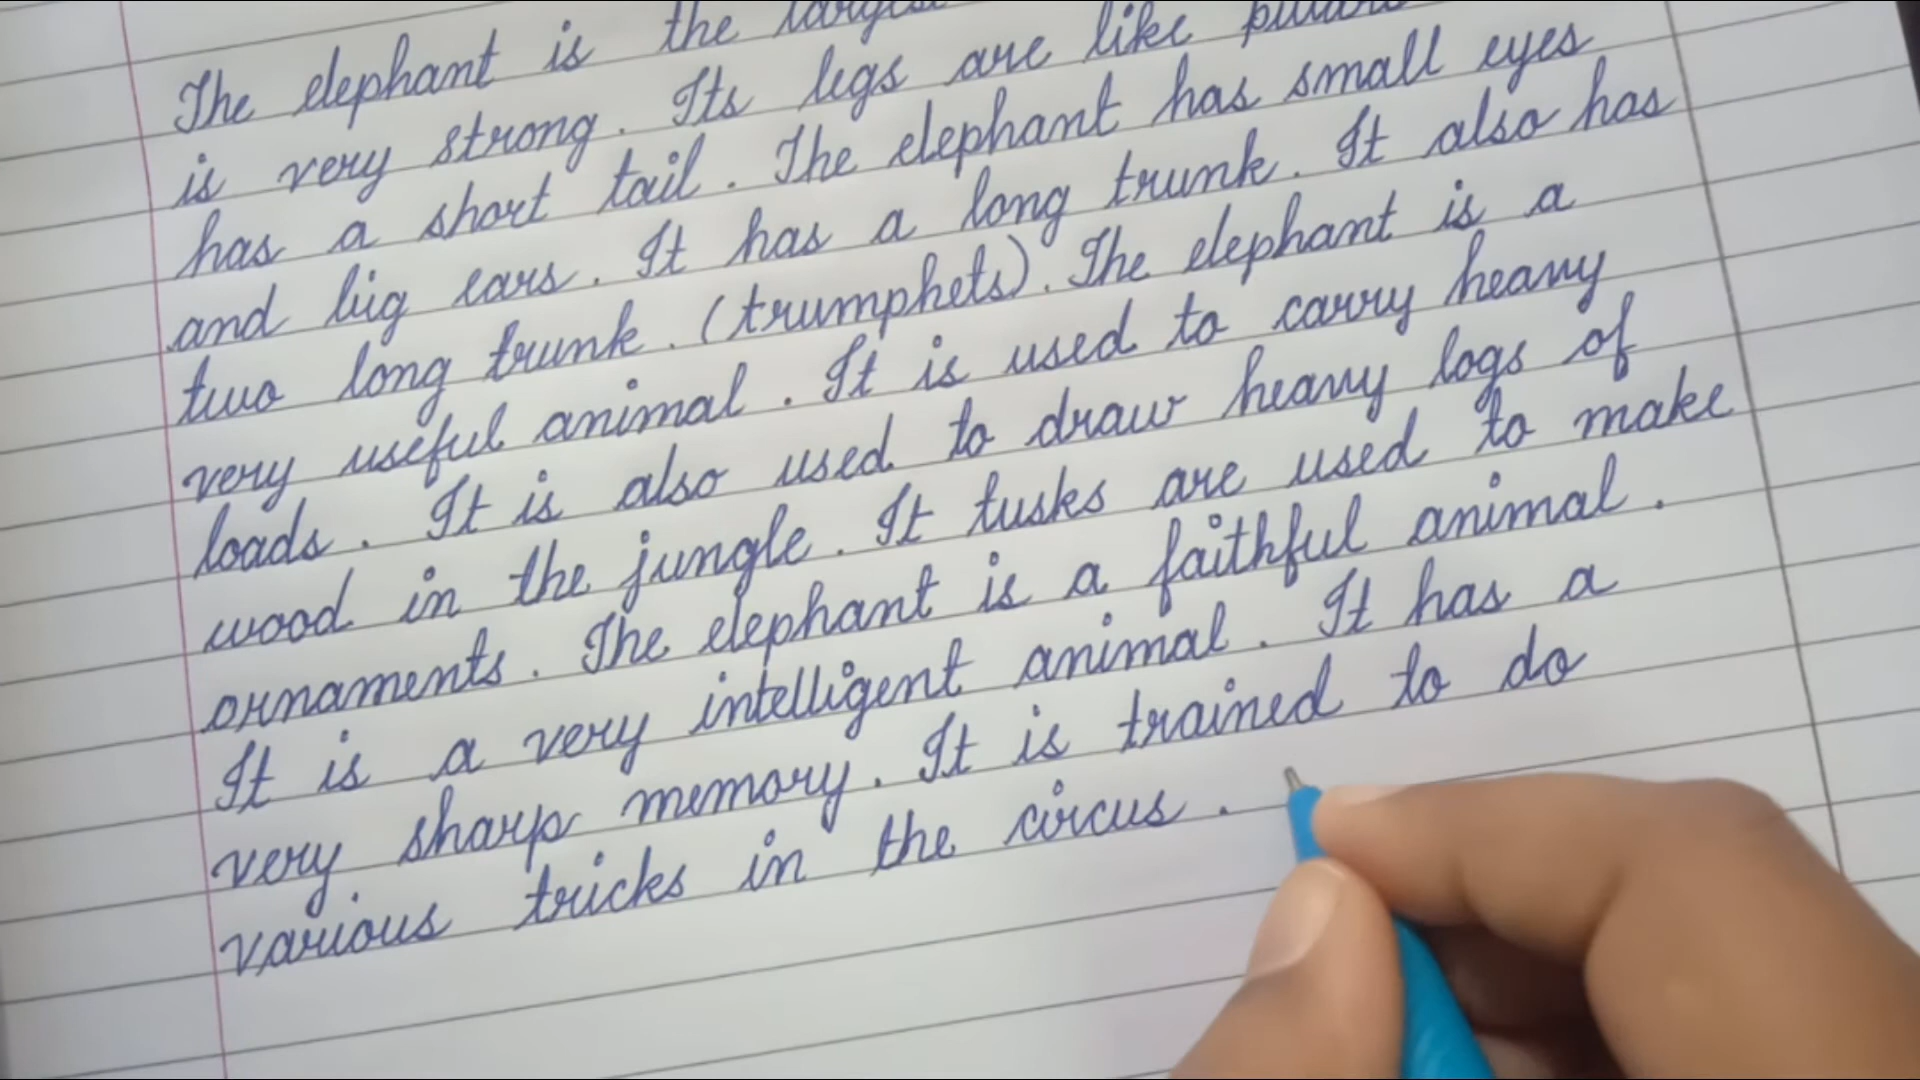 The elephant is the largest
is very strong. Its legs are like
has a short tail. The elephant has small eyes
and big ears. It has a long trunk. It also has
two long trunk. (trumphets). The elephant is a
very useful animal. It is used to carry heavy
loads. It is also used to draw heavy logs of
wood in the jungle. It tusks are used to make
ornaments. The elephant is a faithful animal.
It is a very intelligent animal. It has a
very sharp memory. It is trained to do
various tricks in the circus.